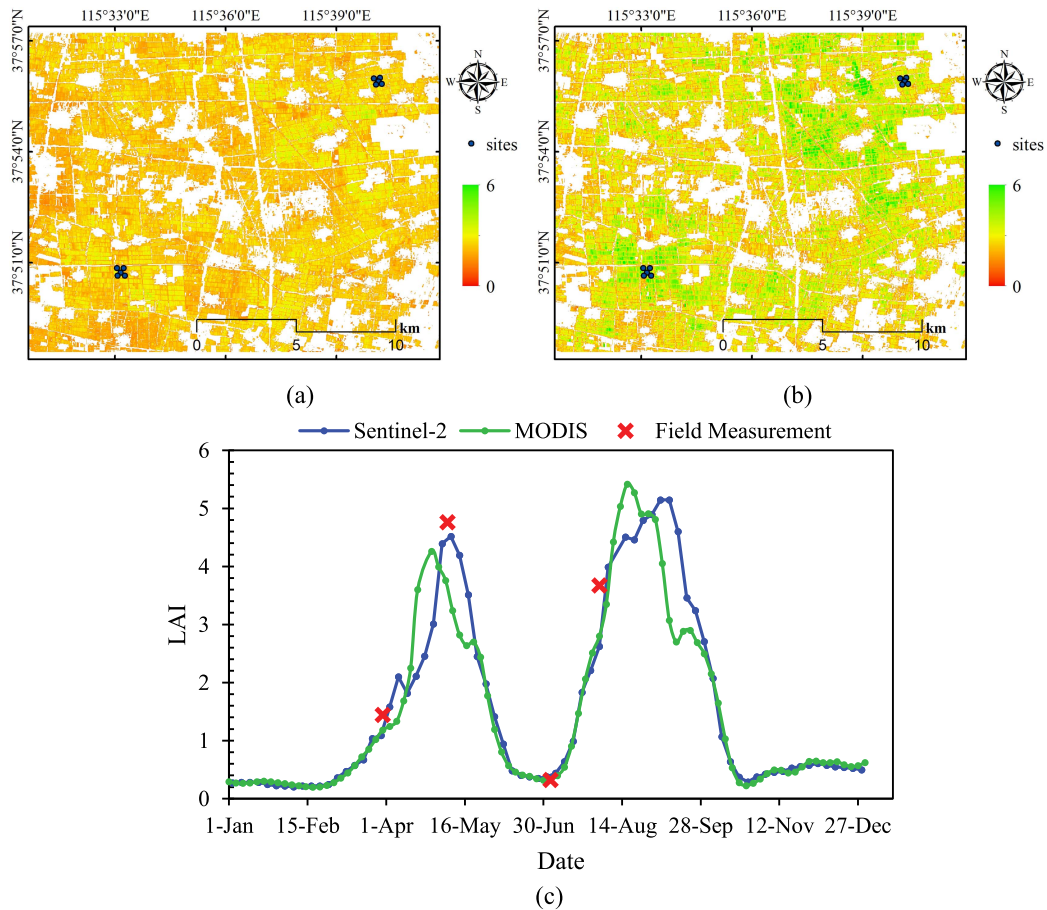 115°33'0"E 115°36'0"E 115°39'0"E
37°57'0"N
37°54'0"N
37°51'0"N
N
W E
S
sites
6
0
km
0 5 10
(a)
115°33'0"E 115°36'0"E 115°39'0"E
37°57'0"N
37°54'0"N
37°51'0"N
N
W E
S
sites
6
0
km
0 5 10
(b)
Sentinel-2 MODIS Field Measurement
LAI
6
5
4
3
2
1
0
1-Jan 15-Feb 1-Apr 16-May 30-Jun 14-Aug 28-Sep 12-Nov 27-Dec
Date
(c)